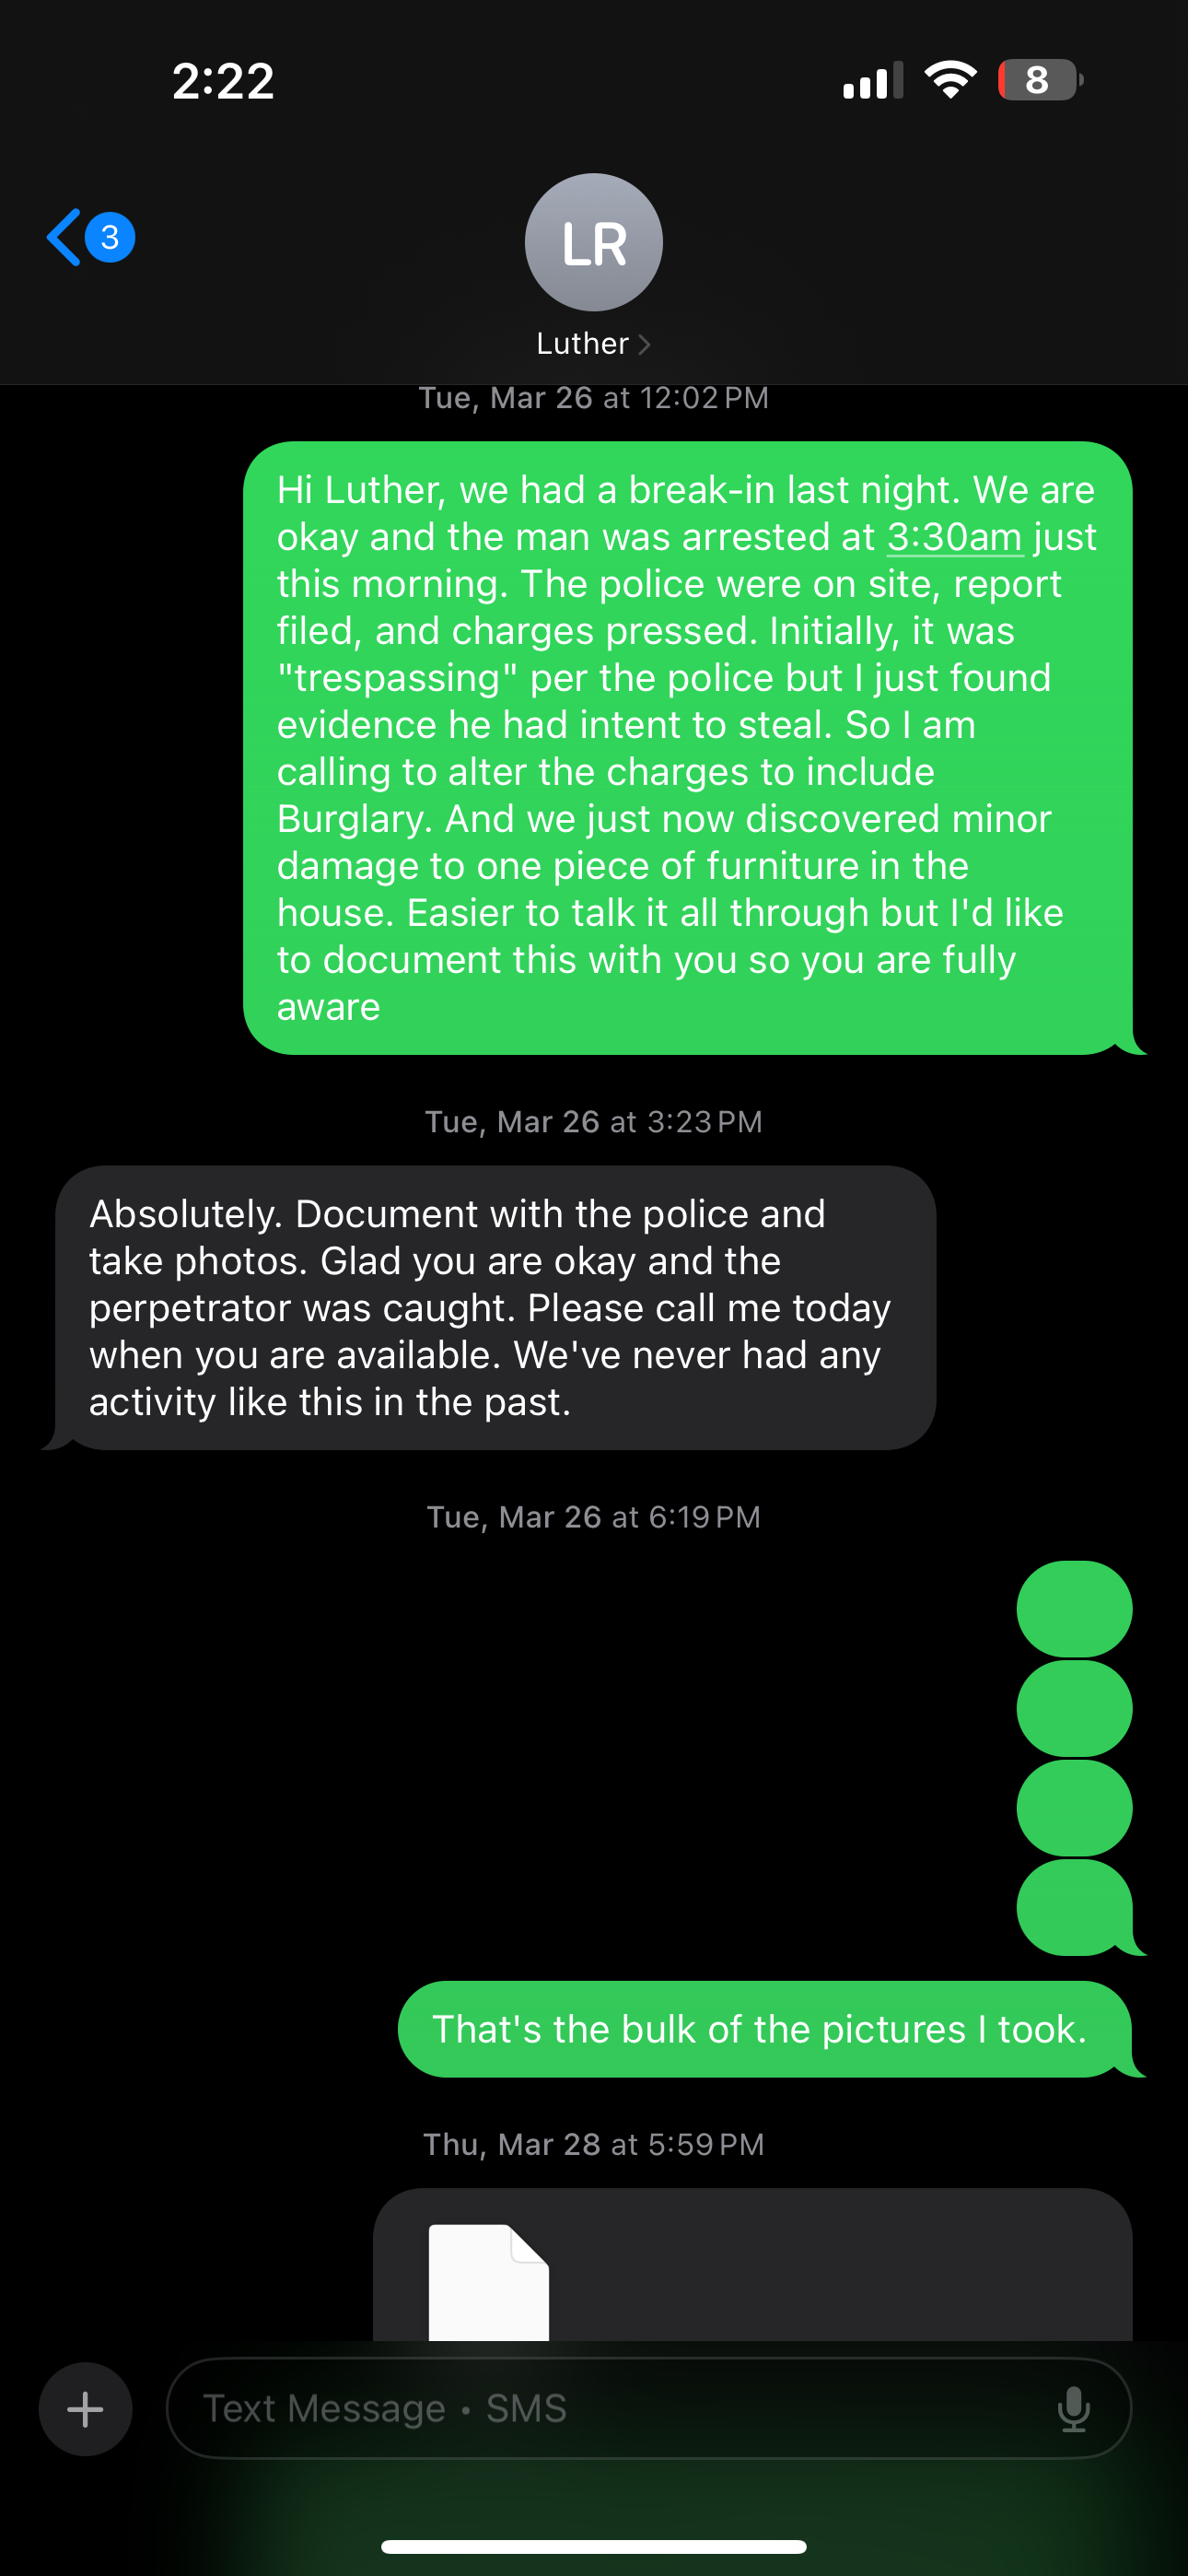 2:22
8
3
LR
Luther
Tue, Mar 26 at 12:02 PM
Hi Luther, we had a break-in last night. We are
okay and the man was arrested at 3:30am just
this morning. The police were on site, report
filed, and charges pressed. Initially, it was
"trespassing" per the police but I just found
evidence he had intent to steal. So I am
calling to alter the charges to include
Burglary. And we just now discovered minor
damage to one piece of furniture in the
house. Easier to talk it all through but I'd like
to document this with you so you are fully
aware
Tue, Mar 26 at 3:23 PM
Absolutely. Document with the police and
take photos. Glad you are okay and the
perpetrator was caught. Please call me today
when you are available. We've never had any
activity like this in the past.
Tue, Mar 26 at 6:19 PM
That's the bulk of the pictures I took.
Thu, Mar 28 at 5:59 PM
Text Message • SMS